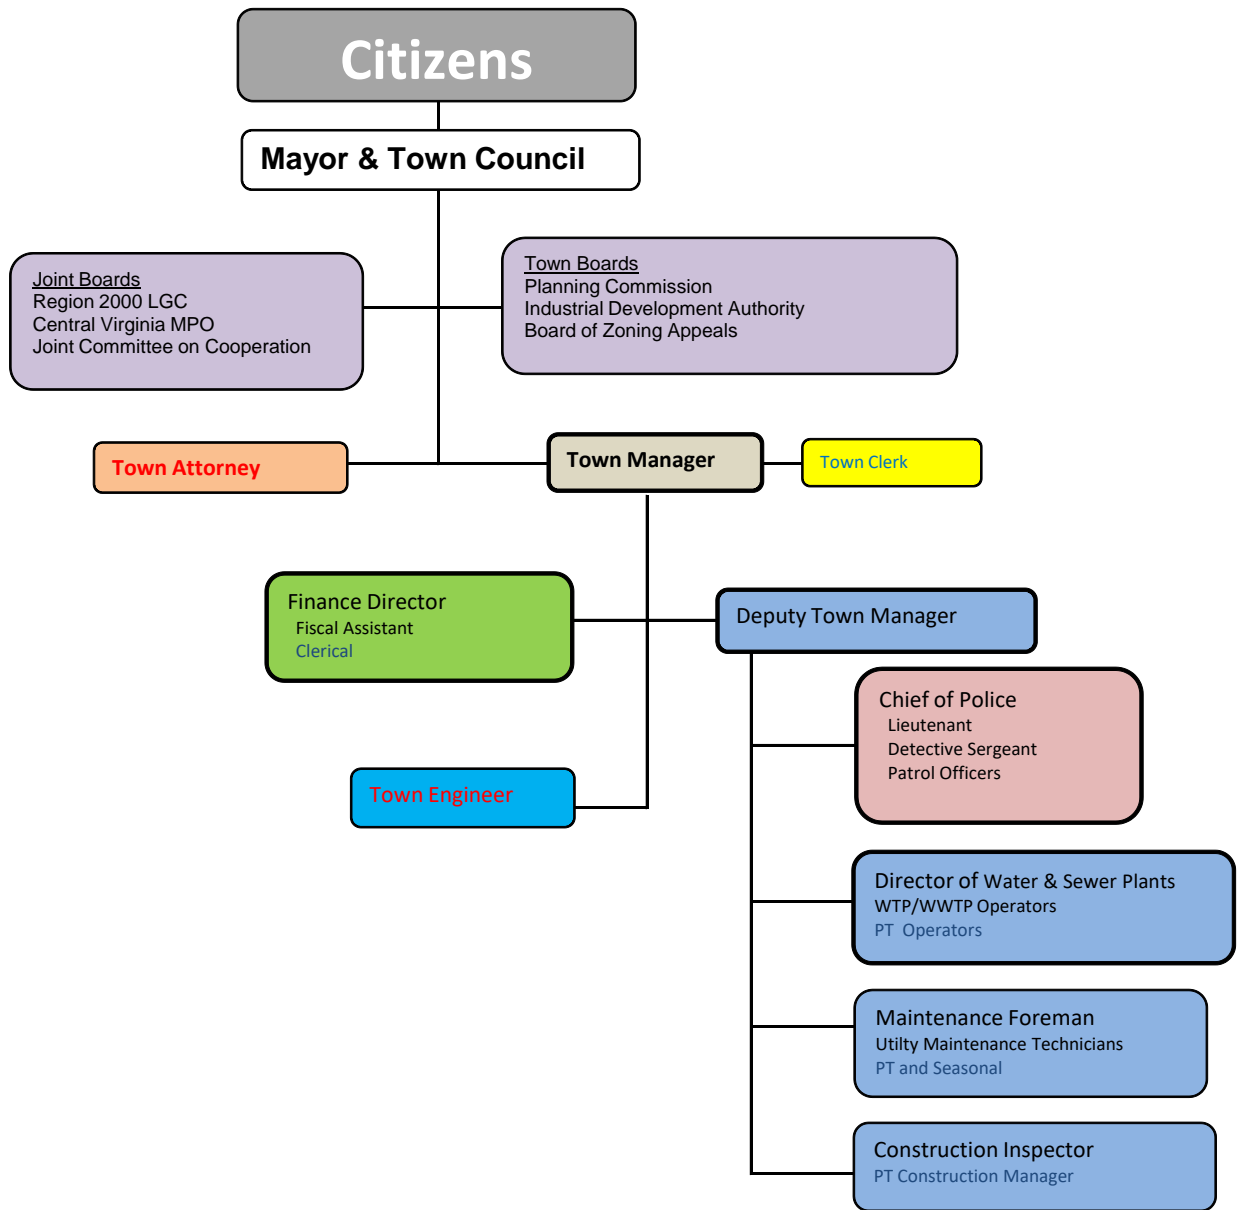 Citizens
Mayor & Town Council
Joint Boards
Region 2000 LGC
Central Virginia MPO
Joint Committee on Cooperation
Town Boards
Planning Commission
Industrial Development Authority
Board of Zoning Appeals
Town Attorney
Town Manager
Town Clerk
Finance Director
Fiscal Assistant
Clerical
Deputy Town Manager
Chief of Police
Lieutenant
Detective Sergeant
Patrol Officers
Town Engineer
Director of Water & Sewer Plants
WTP/WWTP Operators
PT Operators
Maintenance Foreman
Utilty Maintenance Technicians
PT and Seasonal
Construction Inspector
PT Construction Manager